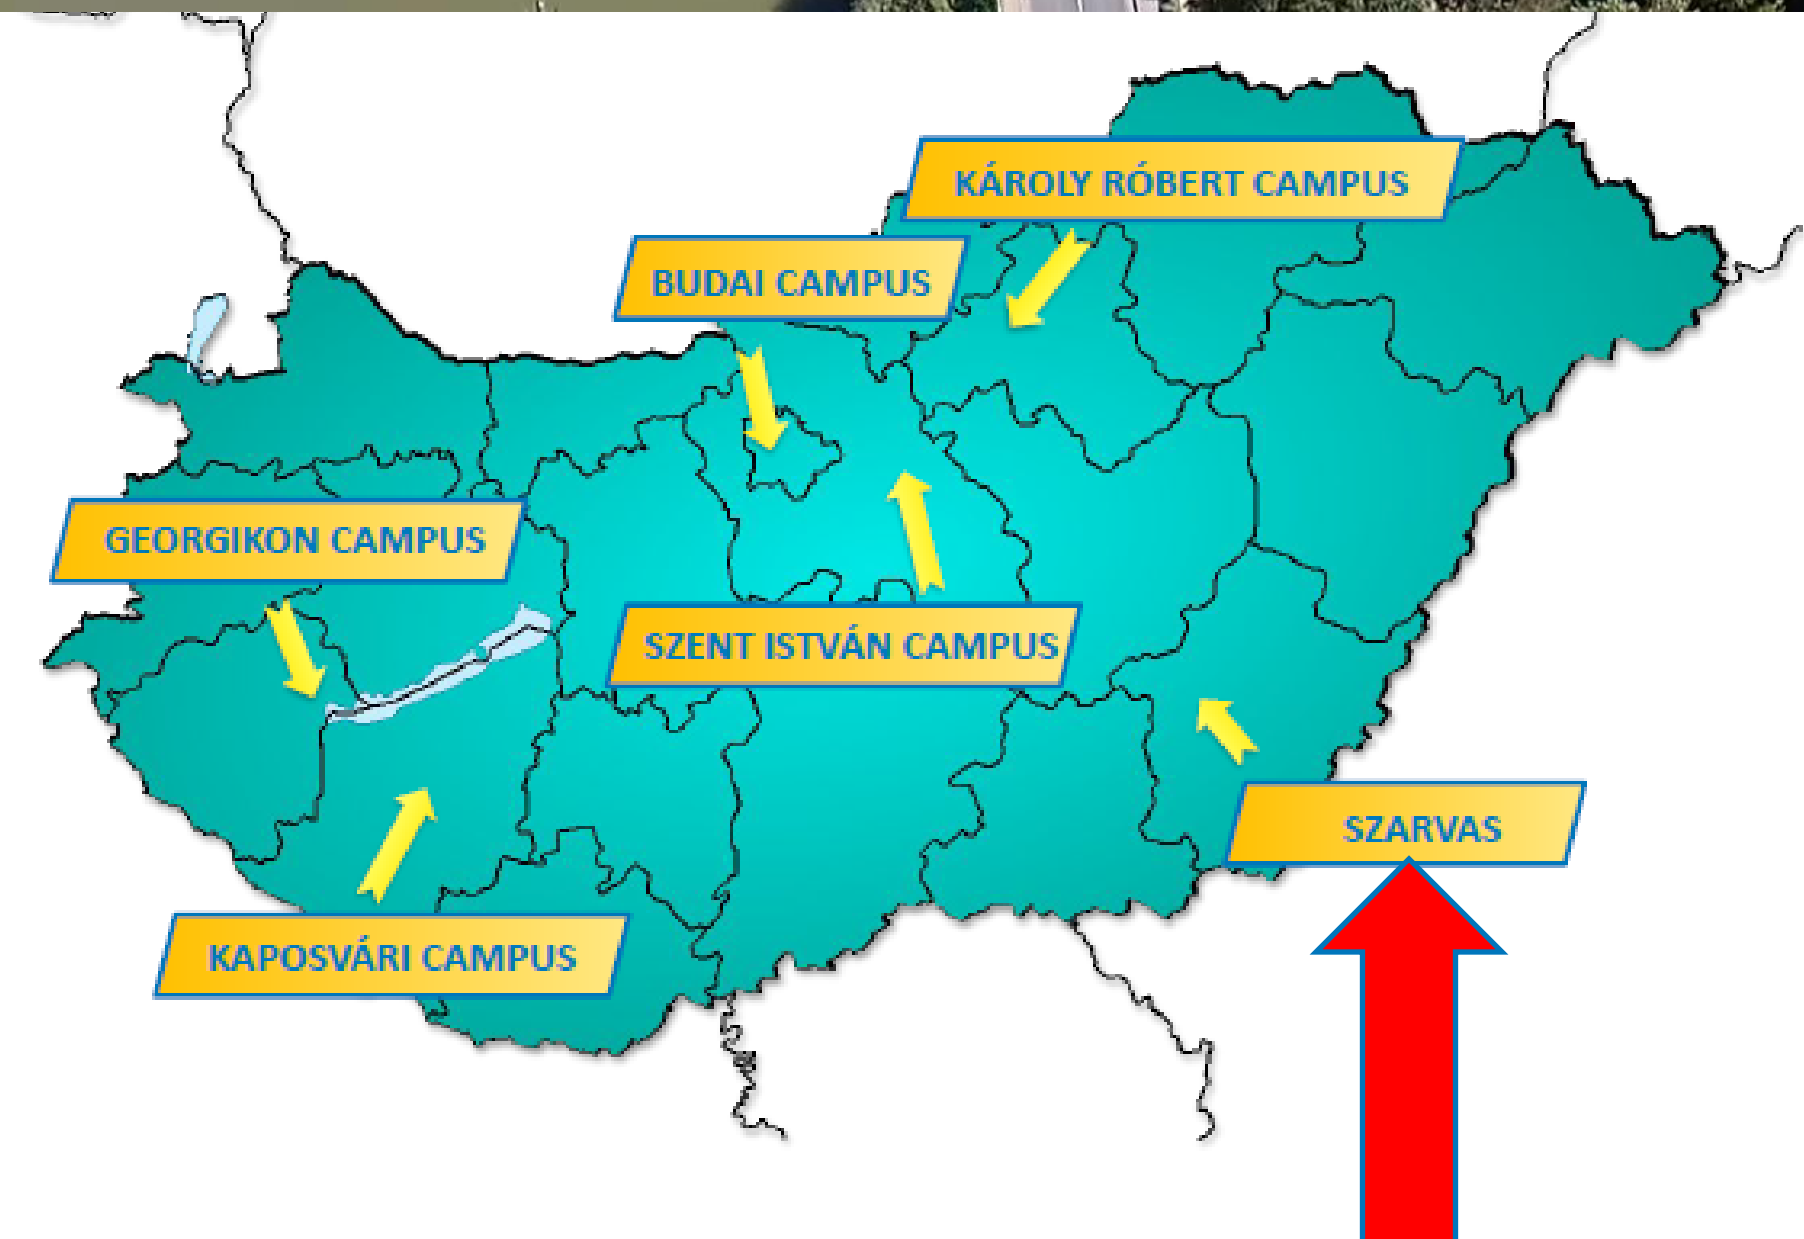 KÁROLY RÓBERT CAMPUS
BUDAI CAMPUS
GEORGIKON CAMPUS
SZENT ISTVÁN CAMPUS
SZARVAS
KAPOSVÁRI CAMPUS